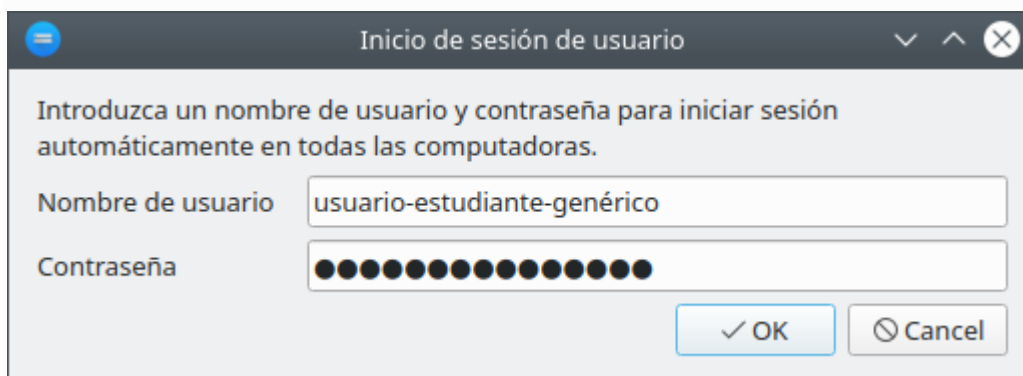 Inicio de sesión de usuario
Introduzca un nombre de usuario y contraseña para iniciar sesión
automáticamente en todas las computadoras.
Nombre de usuario usuario-estudiante-genérico
Contraseña ●●●●●●●●●●●●●●●
OK Cancel